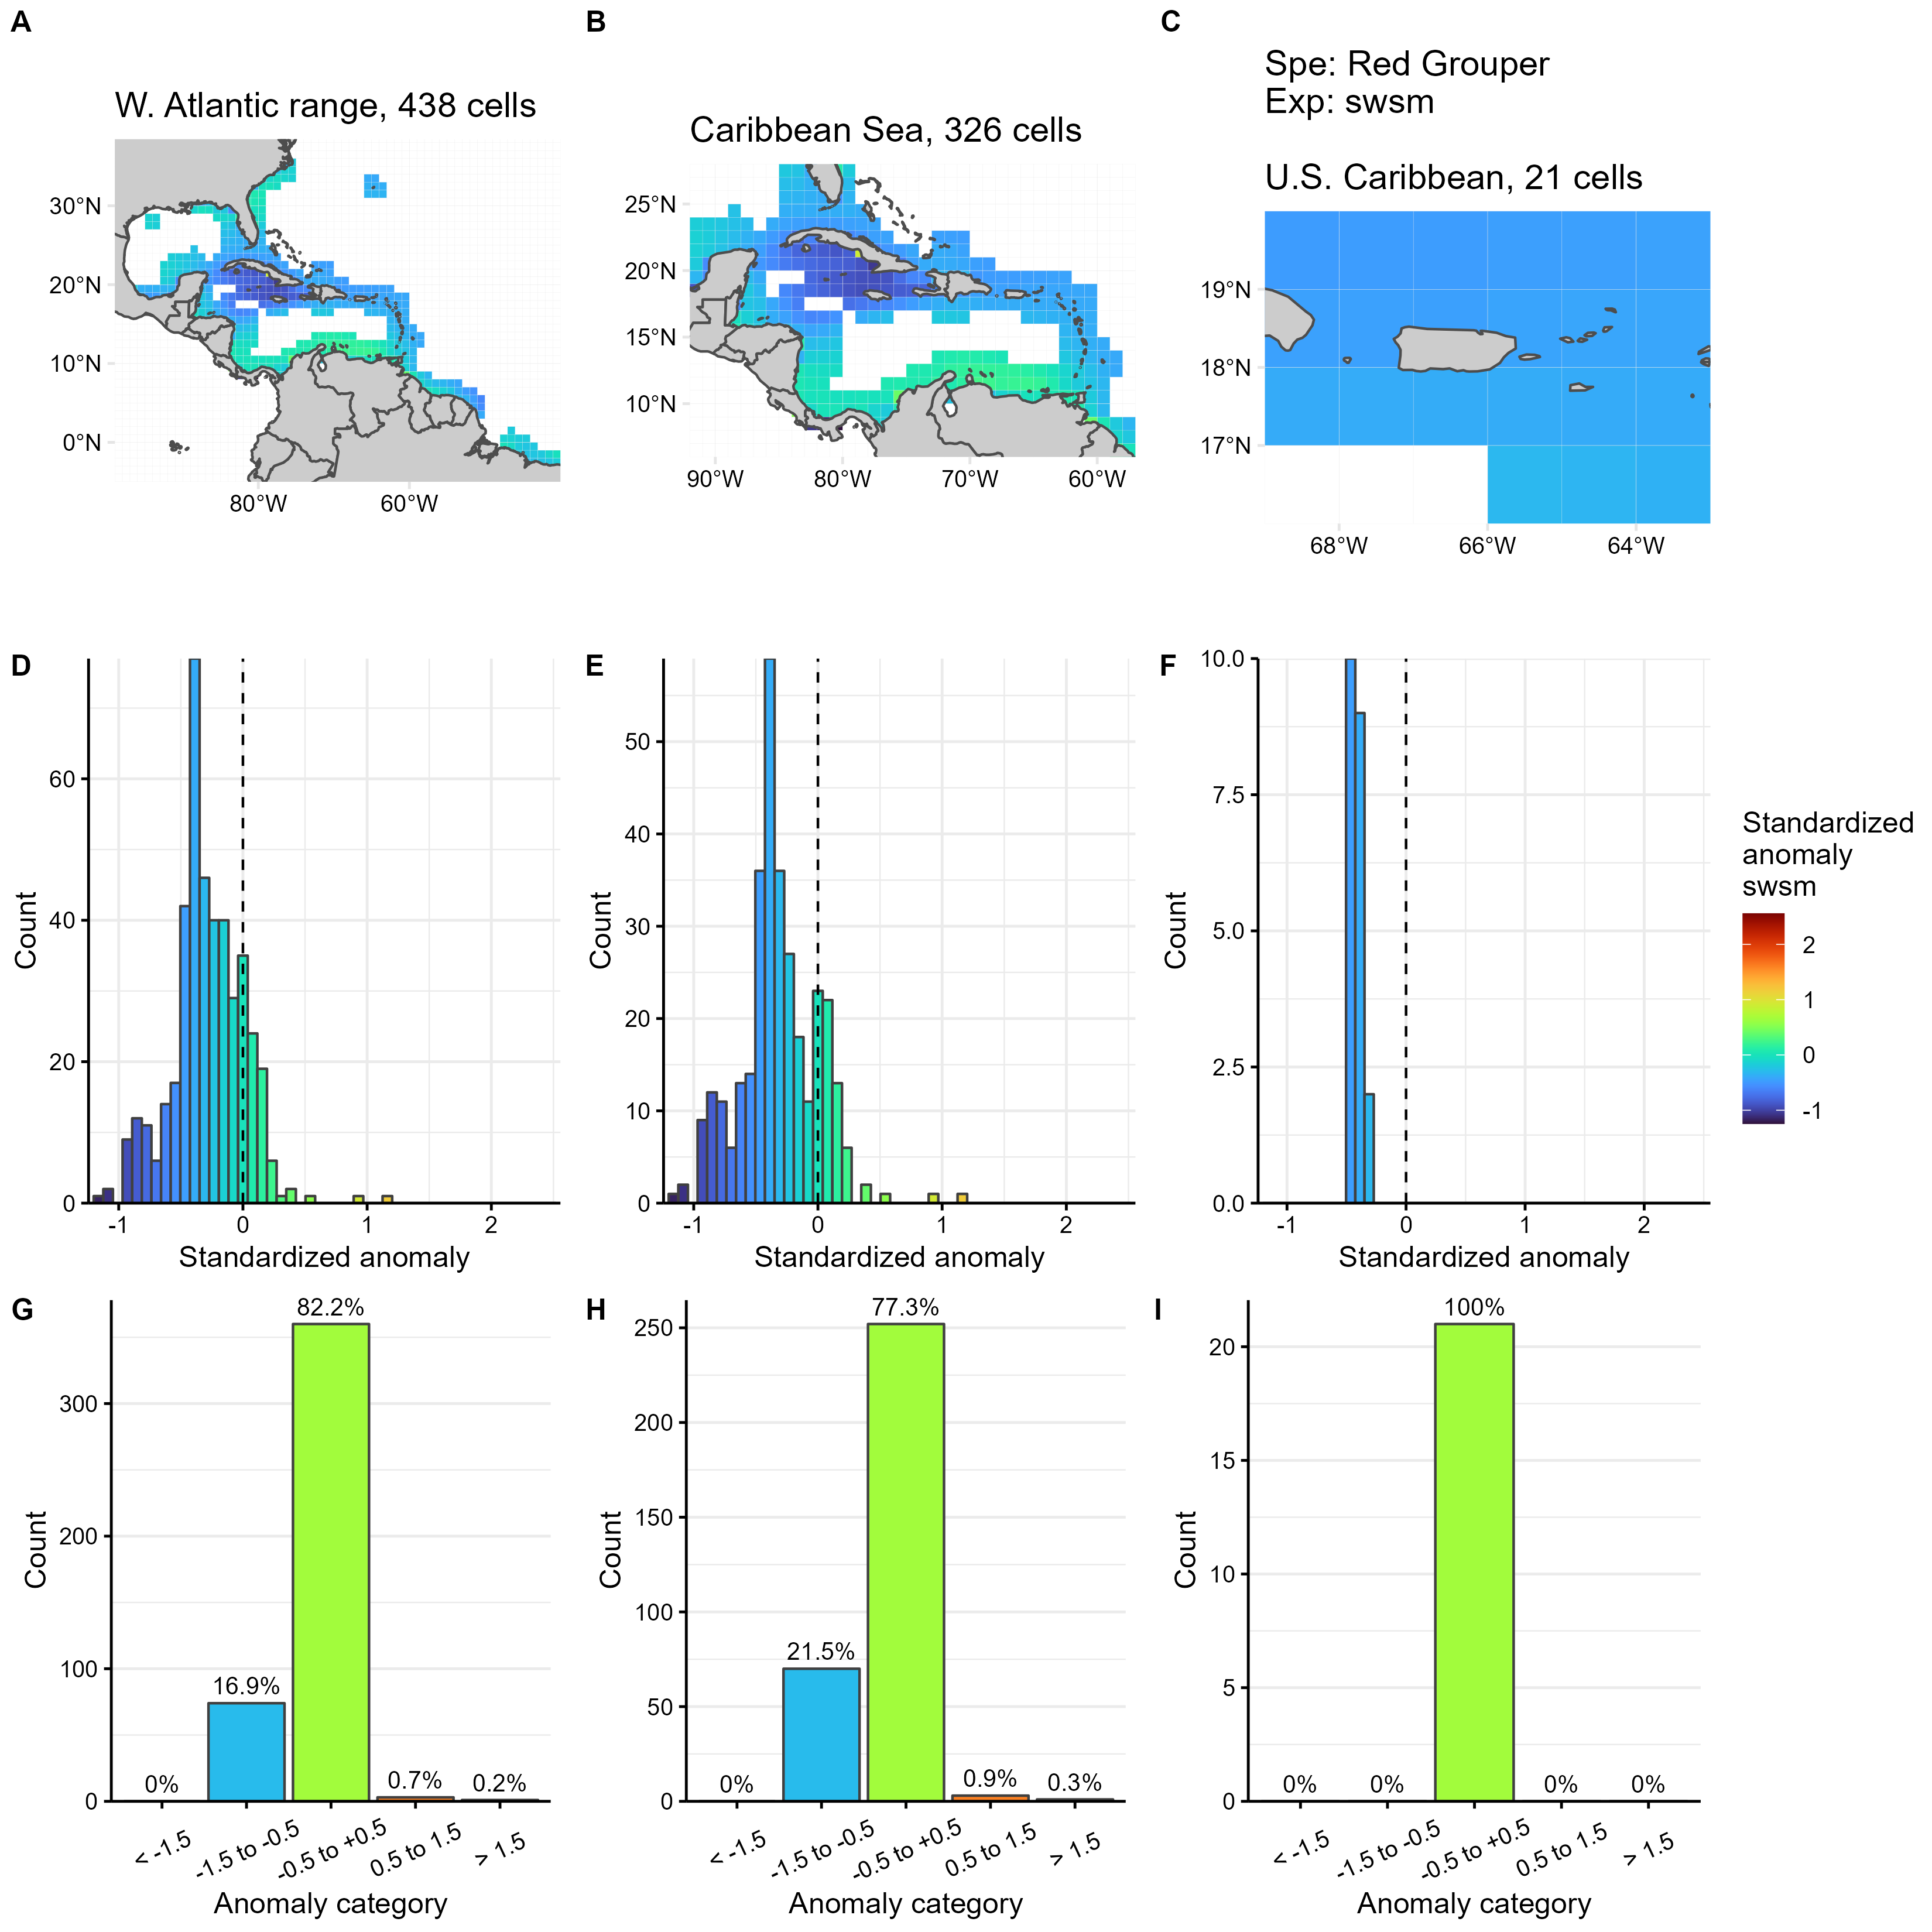 A
B
C
Spe: Red Grouper
Exp: swsm
W. Atlantic range, 438 cells
Caribbean Sea, 326 cells
U.S. Caribbean, 21 cells
30°N
20°N
10°N
0°N
80°W
60°W
25°N
20°N
15°N
10°N
90°W
80°W
70°W
60°W
19°N
18°N
17°N
68°W
66°W
64°W
D
Count
60
40
20
0
-1
0
1
2
Standardized anomaly
E
Count
50
40
30
20
10
0
-1
0
1
2
Standardized anomaly
F
Count
10.0
7.5
5.0
2.5
0.0
-1
0
1
2
Standardized anomaly
Standardized
anomaly
swsm
2
1
0
-1
G
Count
300
200
100
0
0%
16.9%
82.2%
0.7%
0.2%
< -1.5
-1.5 to -0.5
-0.5 to +0.5
0.5 to 1.5
> 1.5
Anomaly category
H
Count
250
200
150
100
50
0
0%
21.5%
77.3%
0.9%
0.3%
< -1.5
-1.5 to -0.5
-0.5 to +0.5
0.5 to 1.5
> 1.5
Anomaly category
I
Count
20
15
10
5
0
0%
0%
100%
0%
0%
< -1.5
-1.5 to -0.5
-0.5 to +0.5
0.5 to 1.5
> 1.5
Anomaly category